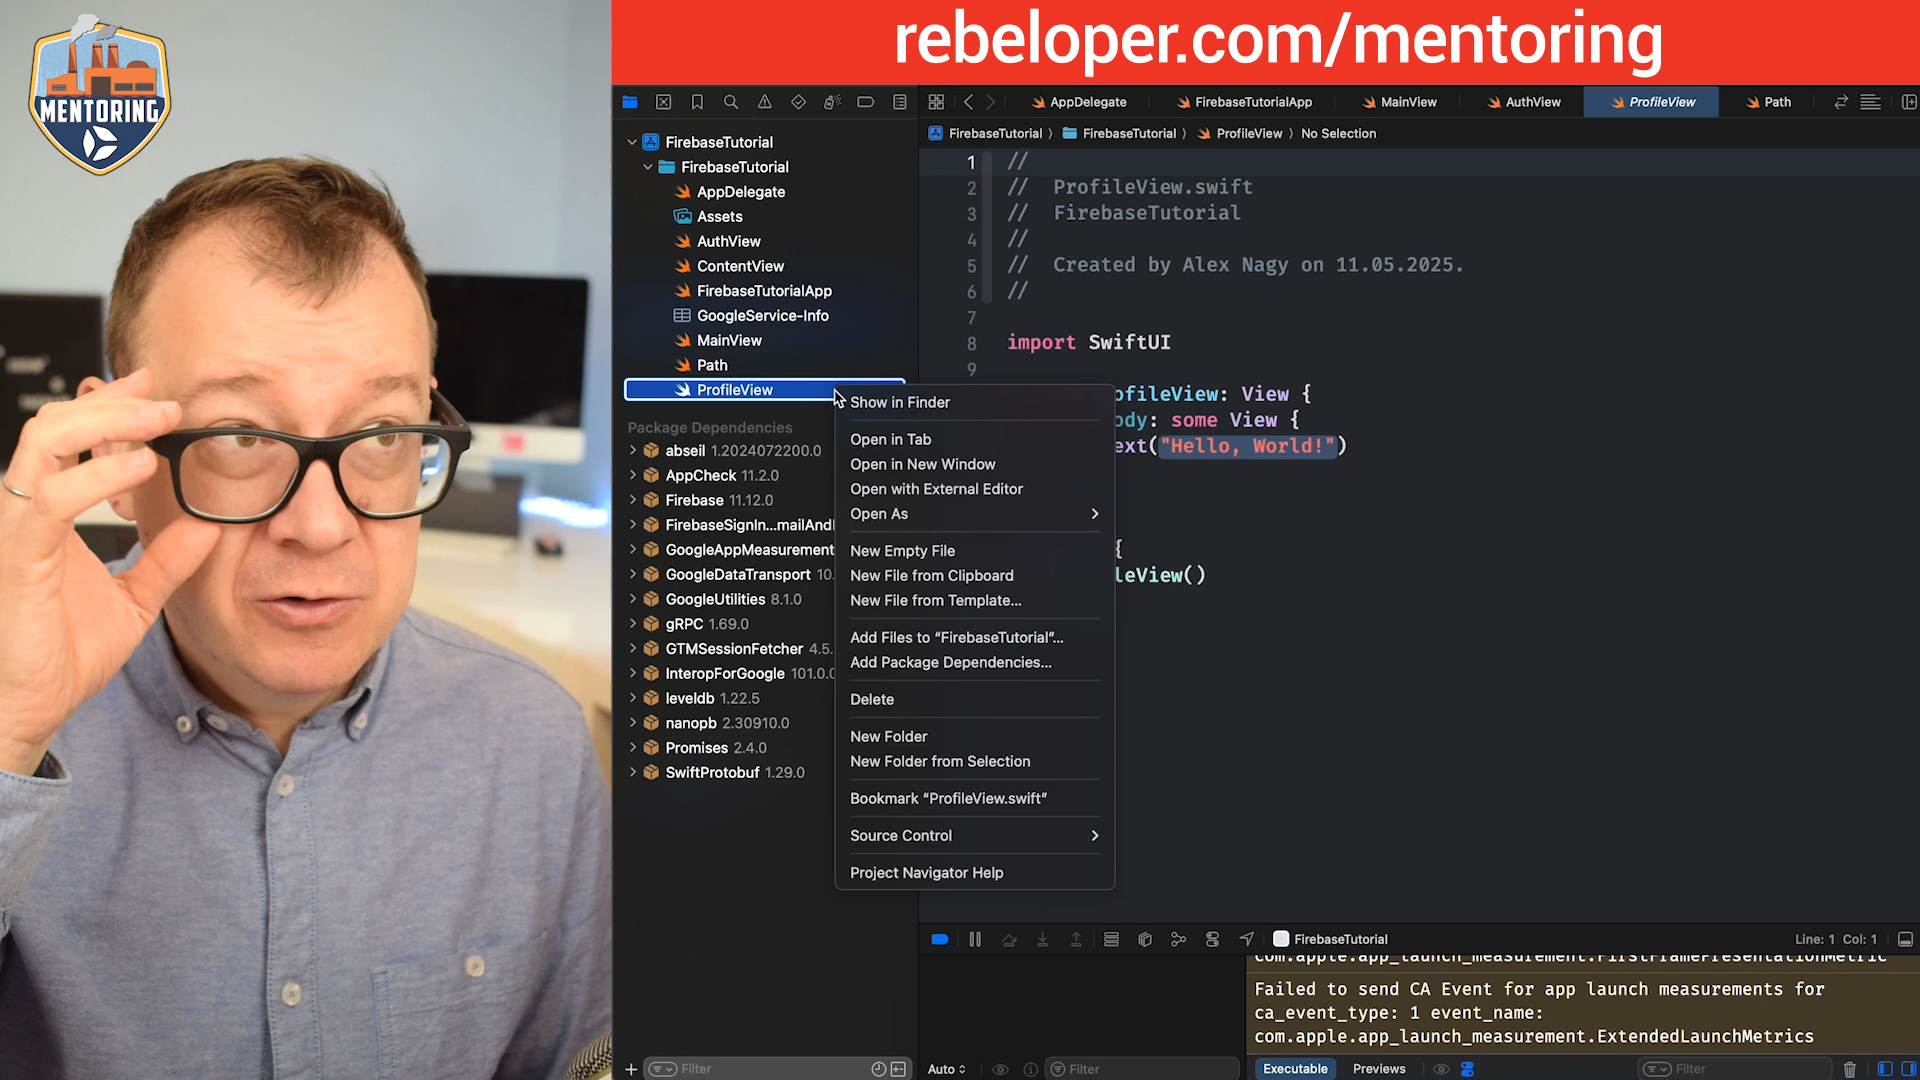 rebeloper.com/mentoring
MENTORING
AppDelegate
FirebaseTutorialApp
MainView
AuthView
ProfileView
Path
FirebaseTutorial
FirebaseTutorial
ProfileView
No Selection
FirebaseTutorial
FirebaseTutorial
AppDelegate
Assets
AuthView
ContentView
FirebaseTutorialApp
GoogleService-Info
MainView
Path
ProfileView
Package Dependencies
abseil 1.2024072200.0
AppCheck 11.2.0
Firebase 11.12.0
FirebaseSignIn...mailAndI
GoogleAppMeasurement
GoogleDataTransport 10.
GoogleUtilities 8.1.0
gRPC 1.69.0
GTMSessionFetcher 4.5.
InteropForGoogle 101.0.0
leveldb 1.22.5
nanopb 2.30910.0
Promises 2.4.0
SwiftProtobuf 1.29.0
Filter
Show in Finder
Open in Tab
Open in New Window
Open with External Editor
Open As
New Empty File
New File from Clipboard
New File from Template...
Add Files to “FirebaseTutorial”...
Add Package Dependencies...
Delete
New Folder
New Folder from Selection
Bookmark “ProfileView.swift”
Source Control
Project Navigator Help
1 //
2 // ProfileView.swift
3 // FirebaseTutorial
4 //
5 // Created by Alex Nagy on 11.05.2025.
6 //
7
8 import SwiftUI
9
ofileView: View {
ody: some View {
ext("Hello, World!")
{
leView()
FirebaseTutorial
Line: 1 Col: 1
com.apple.app_launch_measurement.FirstFramePresentationMetric
Failed to send CA Event for app launch measurements for
ca_event_type: 1 event_name:
com.apple.app_launch_measurement.ExtendedLaunchMetrics
Auto
Filter
Executable
Previews
Filter